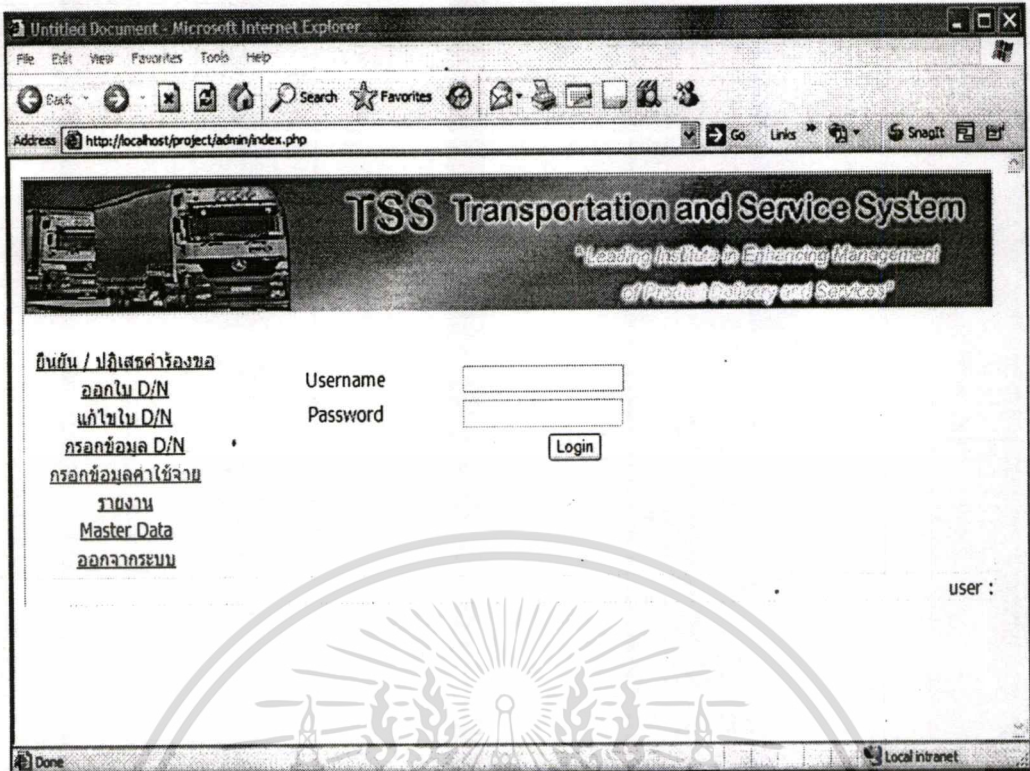 Untitled Document - Microsoft Internet Explorer
File Edit View Favorites Tools Help
Back Search Favorites
Address http://localhost/project/admin/index.php Go Links » SnagIt
TSS Transportation and Service System
"Leading Institute in Enhancing Management
of Product Delivery and Services"
ยืนยัน / ปฏิเสธคำร้องขอ
ออกใบ D/N
แก้ไขใบ D/N
กรอกข้อมูล D/N
กรอกข้อมูลค่าใช้จ่าย
รายงาน
Master Data
ออกจากระบบ
Username
Password
Login
user :
Done Local intranet